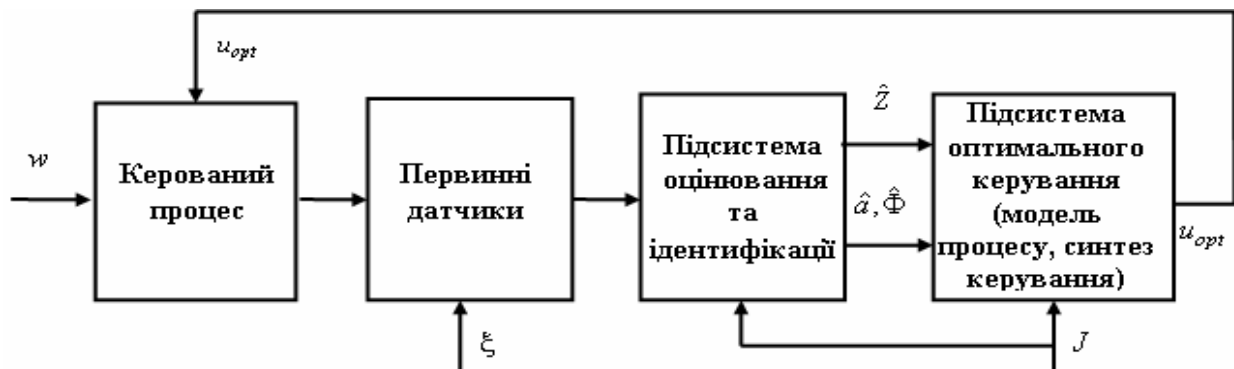 u_opt
w
Керований
процес
Первинні
датчики
Підсистема
оцінювання
та
ідентифікації
Ẑ
â, Φ̂
Підсистема
оптимального
керування
(модель
процесу, синтез
керування)
u_opt
ξ
J